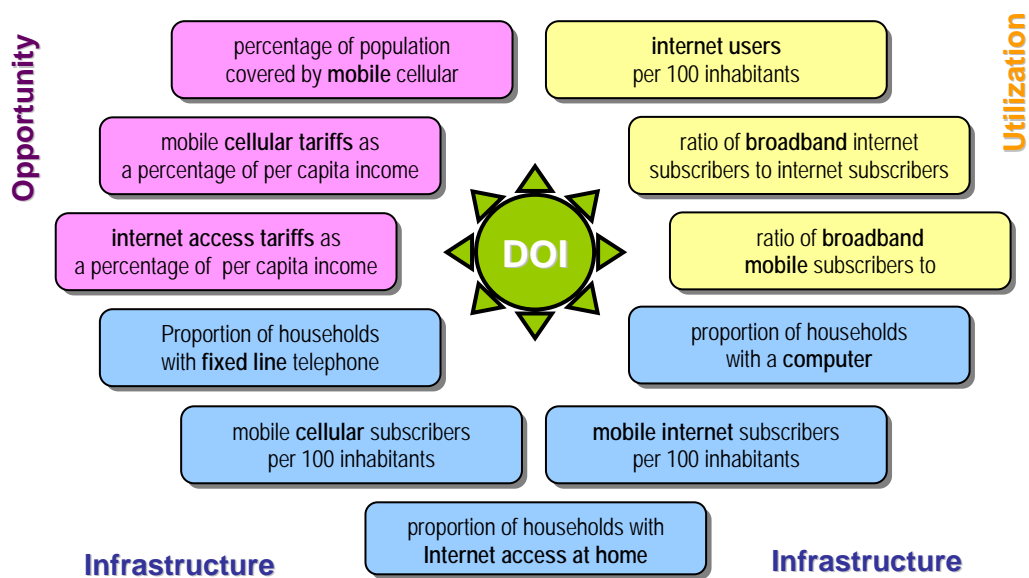 Opportunity
percentage of population
covered by mobile cellular
mobile cellular tariffs as
a percentage of per capita income
internet access tariffs as
a percentage of per capita income
Utilization
internet users
per 100 inhabitants
ratio of broadband internet
subscribers to internet subscribers
ratio of broadband
mobile subscribers to
DOI
Proportion of households
with fixed line telephone
proportion of households
with a computer
mobile cellular subscribers
per 100 inhabitants
mobile internet subscribers
per 100 inhabitants
proportion of households with
Internet access at home
Infrastructure
Infrastructure